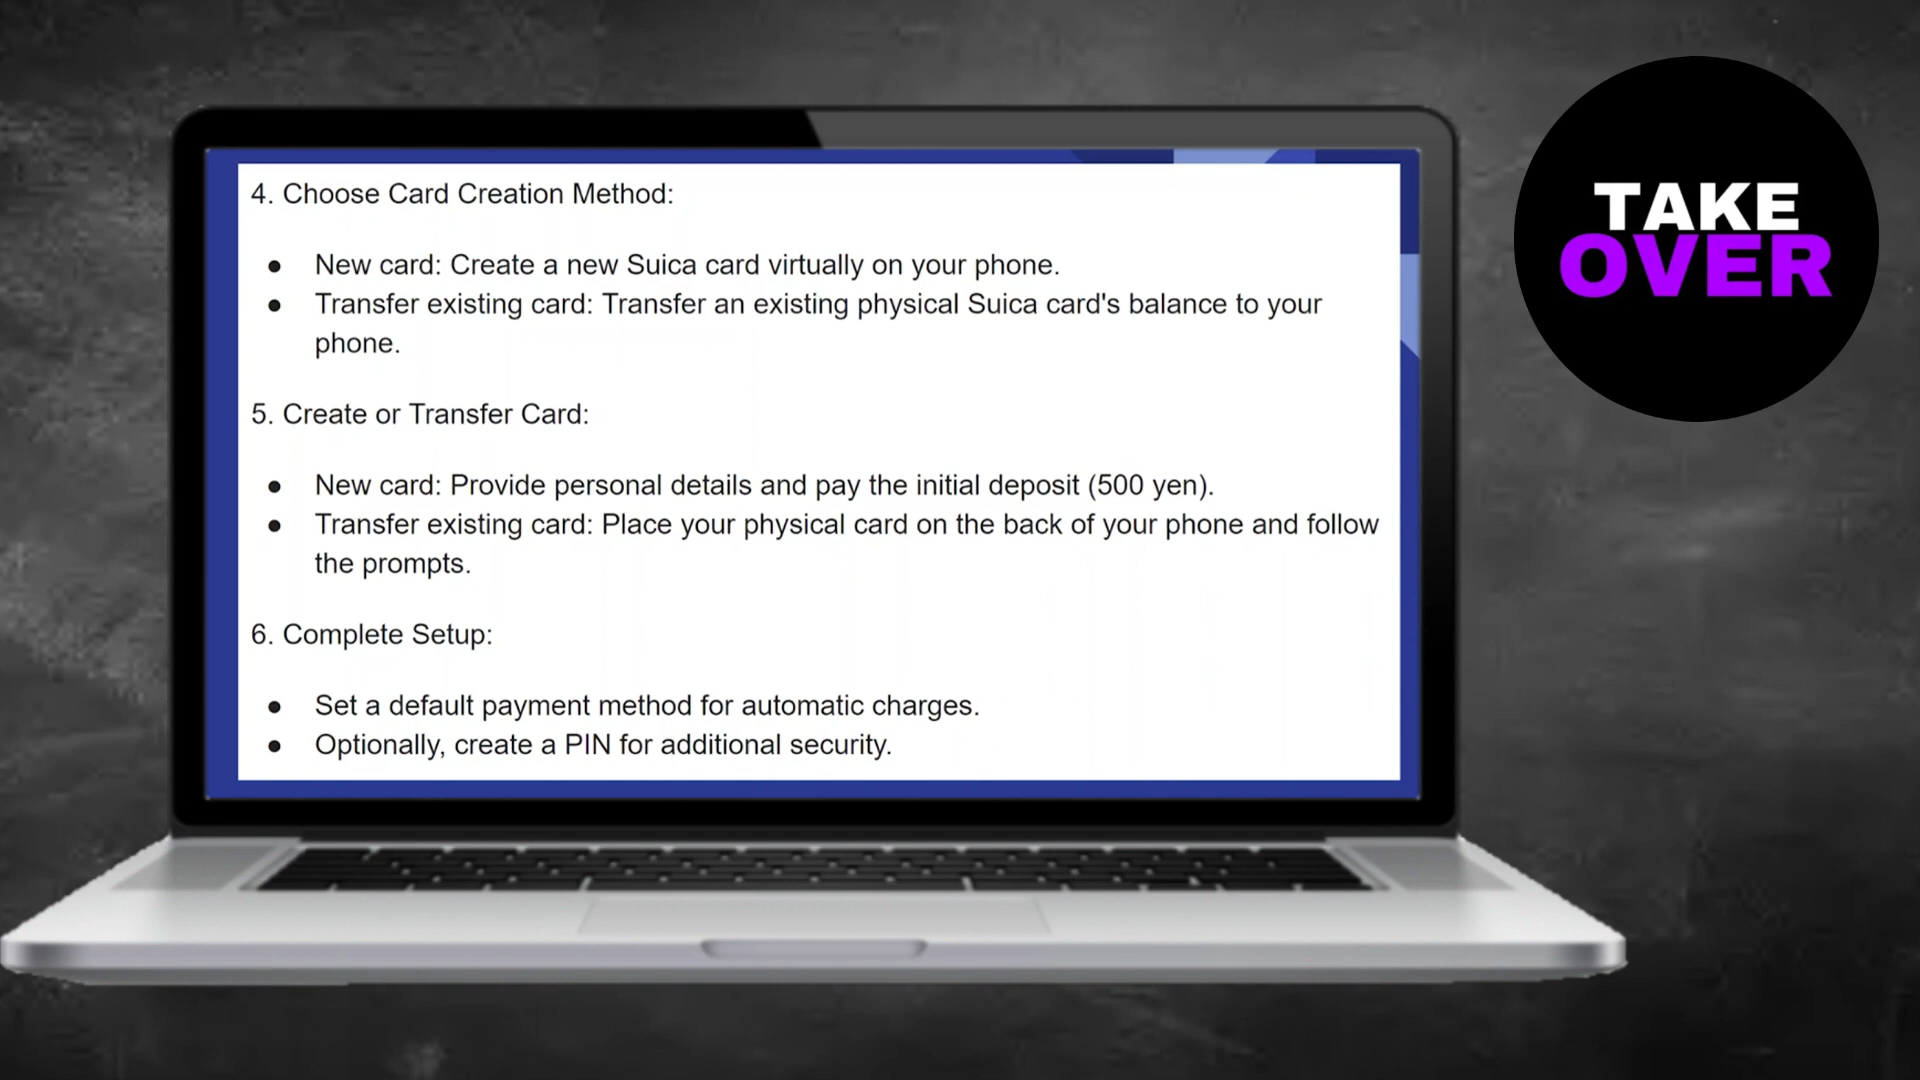 4. Choose Card Creation Method:
● New card: Create a new Suica card virtually on your phone.
● Transfer existing card: Transfer an existing physical Suica card's balance to your
phone.
5. Create or Transfer Card:
● New card: Provide personal details and pay the initial deposit (500 yen).
● Transfer existing card: Place your physical card on the back of your phone and follow
the prompts.
6. Complete Setup:
● Set a default payment method for automatic charges.
● Optionally, create a PIN for additional security.
TAKE
OVER